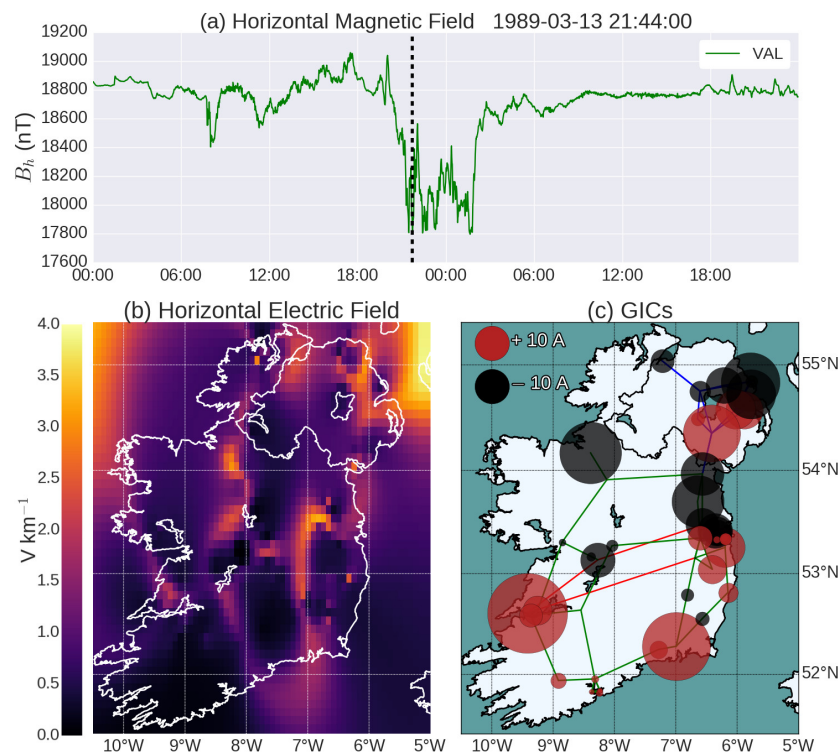 (a) Horizontal Magnetic Field 1989-03-13 21:44:00
19200
19000
18800
18600
18400
18200
18000
17800
17600
B_h (nT)
VAL
00:00 06:00 12:00 18:00 00:00 06:00 12:00 18:00
(b) Horizontal Electric Field
4.0
3.5
3.0
2.5
2.0
1.5
1.0
0.5
0.0
V km⁻¹
10°W 9°W 8°W 7°W 6°W 5°W
(c) GICs
+ 10 A
− 10 A
55°N
54°N
53°N
52°N
10°W 9°W 8°W 7°W 6°W 5°W